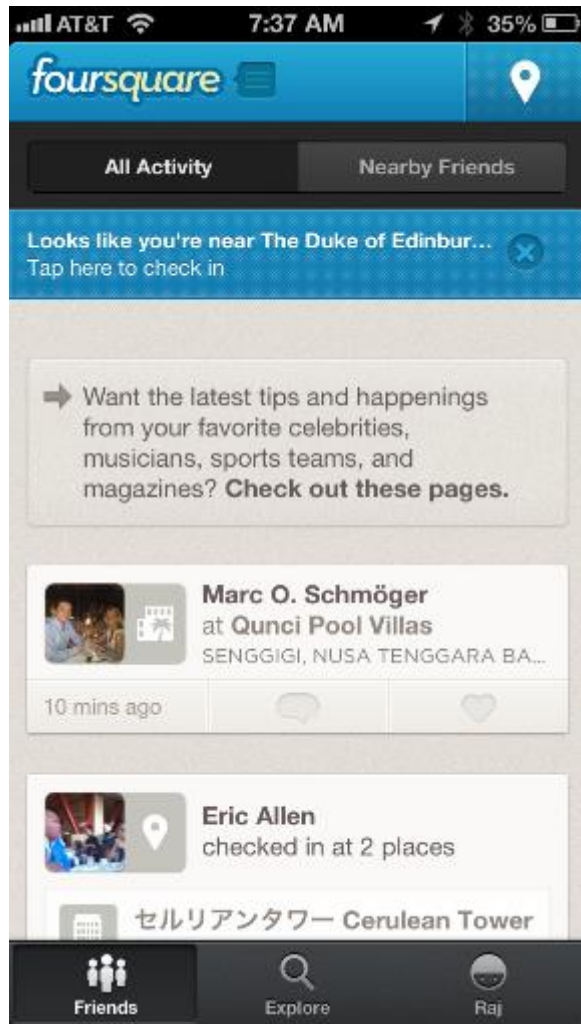 AT&T 7:37 AM 35%
foursquare
All Activity Nearby Friends
Looks like you're near The Duke of Edinbur...
Tap here to check in
Want the latest tips and happenings
from your favorite celebrities,
musicians, sports teams, and
magazines? Check out these pages.
Marc O. Schmöger
at Qunci Pool Villas
SENGGIGI, NUSA TENGGARA BA...
10 mins ago
Eric Allen
checked in at 2 places
セルリアンタワー Cerulean Tower
Friends Explore Raj